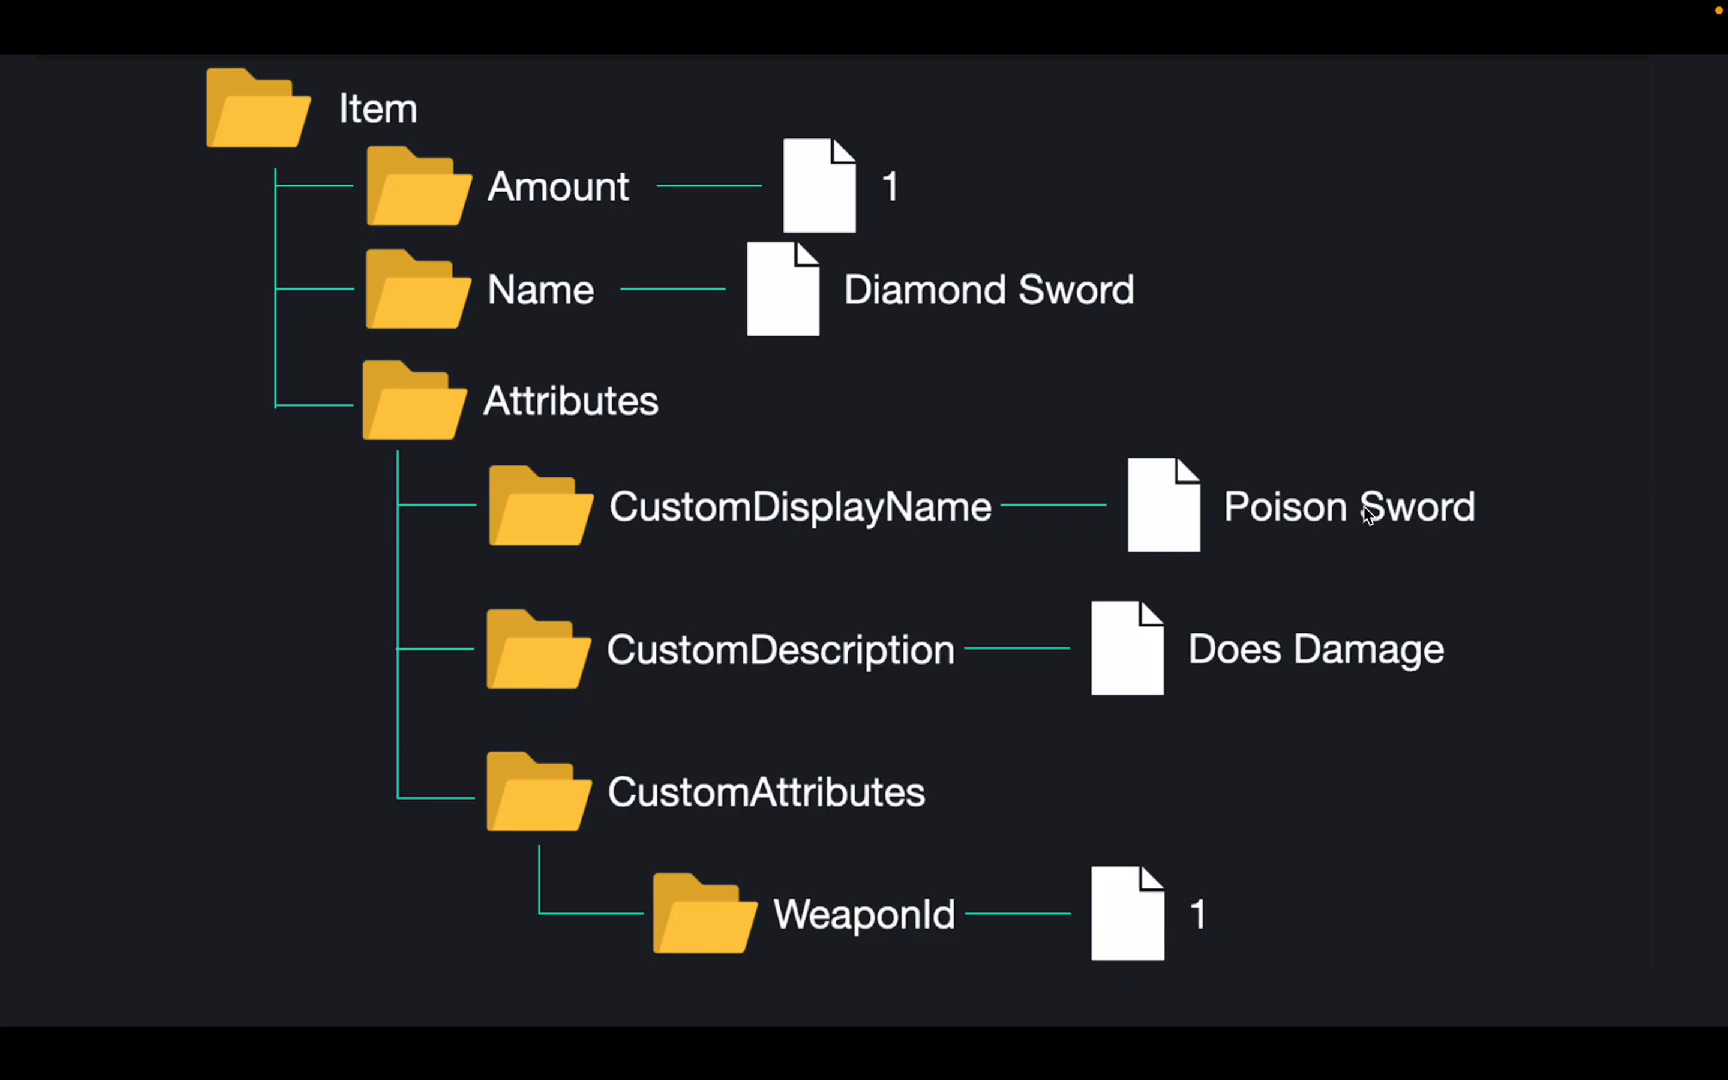 Item
Amount 1
Name Diamond Sword
Attributes
CustomDisplayName Poison Sword
CustomDescription Does Damage
CustomAttributes
WeaponId 1